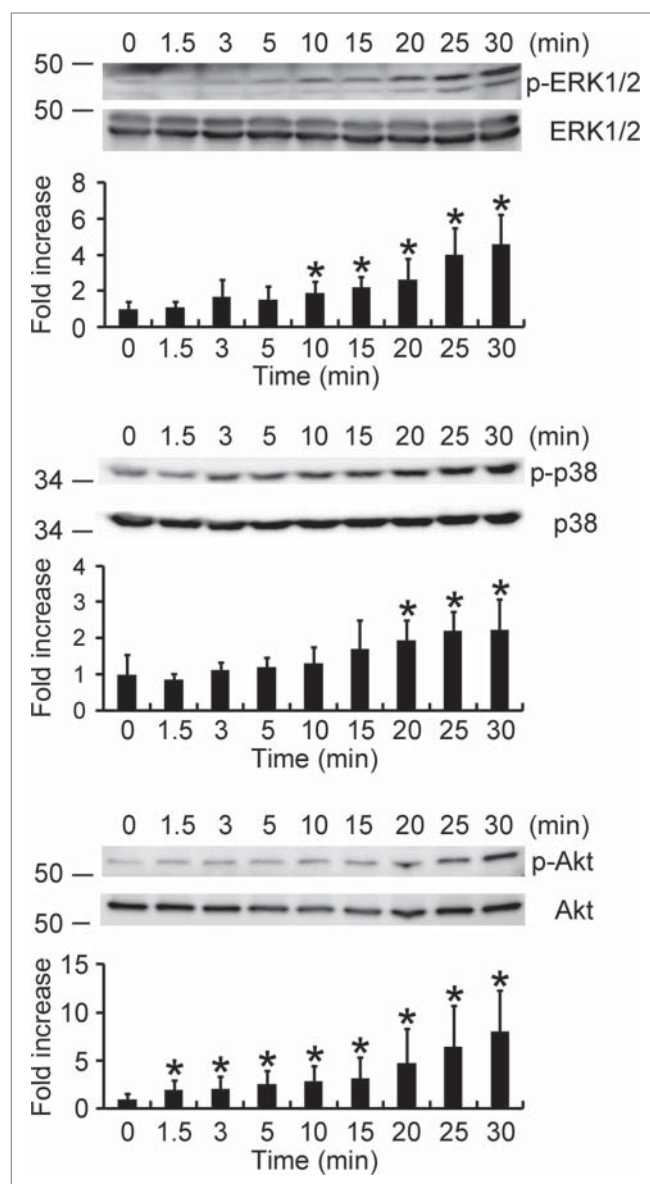 0 1.5 3 5 10 15 20 25 30 (min)
50 —
p-ERK1/2
50 —
ERK1/2
8
* * * * *
6
4
2
0
Fold increase
0 1.5 3 5 10 15 20 25 30
Time (min)
0 1.5 3 5 10 15 20 25 30 (min)
34 —
p-p38
34 —
p38
4
* * *
3
2
1
0
Fold increase
0 1.5 3 5 10 15 20 25 30
Time (min)
0 1.5 3 5 10 15 20 25 30 (min)
50 —
p-Akt
50 —
Akt
15
* * * * * * * *
10
5
0
Fold increase
0 1.5 3 5 10 15 20 25 30
Time (min)